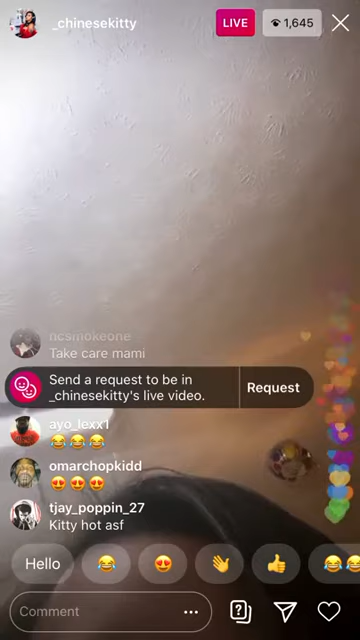 _chinesekitty
LIVE
1,645
ncsmokeone
Take care mami
Send a request to be in
_chinesekitty's live video.
Request
ayo_lexx1
😂😂😂
omarchopkidd
😍😍😍
tjay_poppin_27
Kitty hot asf
Hello 😂 😍 👋 👍 😂😂
Comment